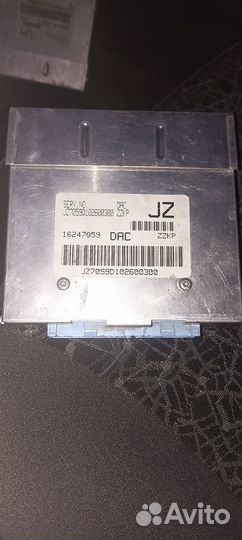 SERV.NO. DAC
JZ7059D102600300 ZZKP
JZ
16247059 DAC ZZKP
JZ7059D102600300
Avito